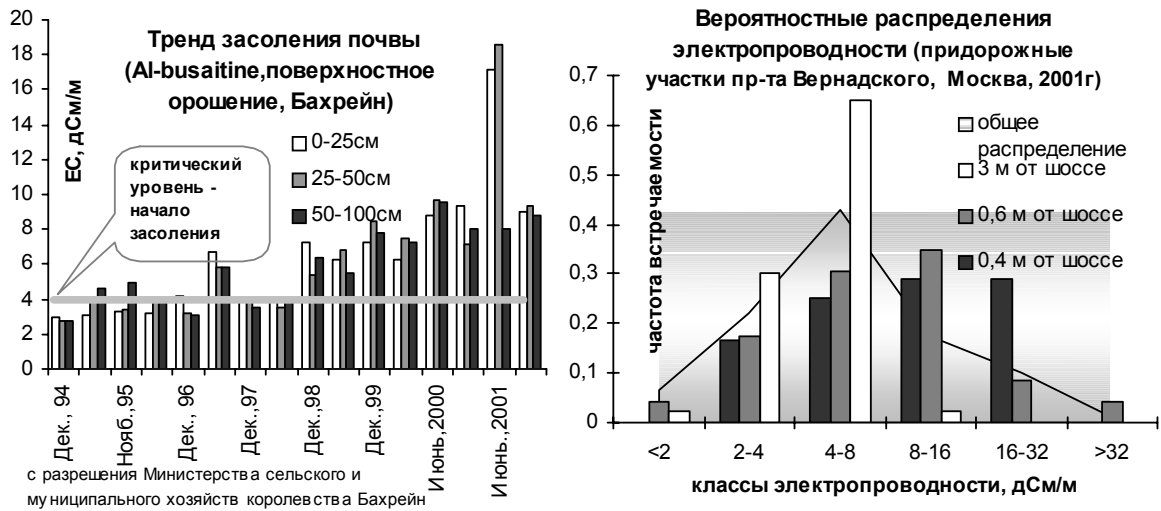 Тренд засоления почвы
(Al-busaitine,поверхностное
орошение, Бахрейн)
EC, дСм/м
20
18
16
14
12
10
8
6
4
2
0
0-25см
25-50см
50-100см
критический
уровень -
начало
засоления
Дек., 94
Нояб.,95
Дек., 96
Дек.,97
Дек.,98
Дек.,99
Июнь,2000
Июнь.,2001
с разрешения Министерства сельского и
муниципального хозяйств королевства Бахрейн
Вероятностные распределения
электропроводности (придорожные
участки пр-та Вернадского, Москва, 2001г)
частота встречаемости
0,7
0,6
0,5
0,4
0,3
0,2
0,1
0
общее
распределение
3 м от шоссе
0,6 м от шоссе
0,4 м от шоссе
<2
2-4
4-8
8-16
16-32
>32
классы электропроводности, дСм/м